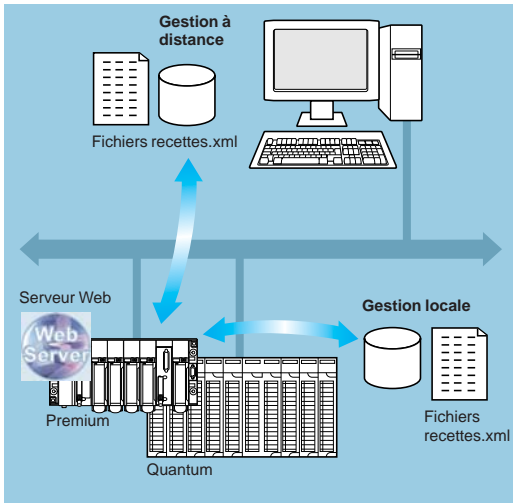 Gestion à
distance
Fichiers recettes.xml
Serveur Web
Web
Server
Gestion locale
Premium
Fichiers
recettes.xml
Quantum